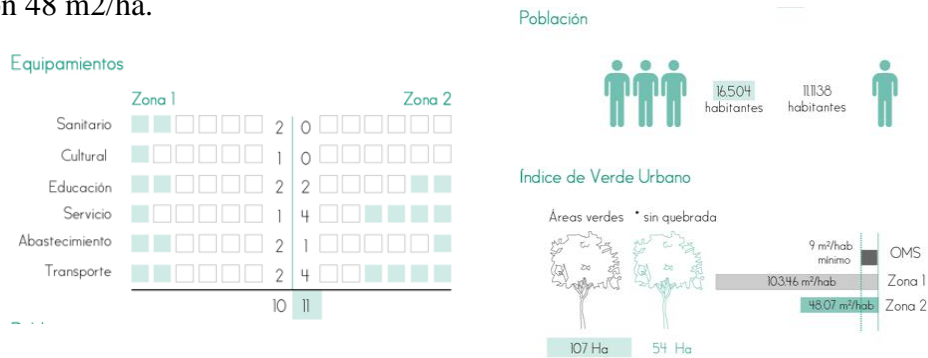 on 48 m2/ha.
Equipamientos
Zona 1 Zona 2
Sanitario 2 0
Cultural 1 0
Educación 2 2
Servicio 1 4
Abastecimiento 2 1
Transporte 2 4
10 11
Población
16.504 habitantes
11.1138 habitantes
Índice de Verde Urbano
Áreas verdes * sin quebrada
9 m²/hab mínimo OMS
103.46 m²/hab Zona 1
48.07 m²/hab Zona 2
107 Ha 54 Ha